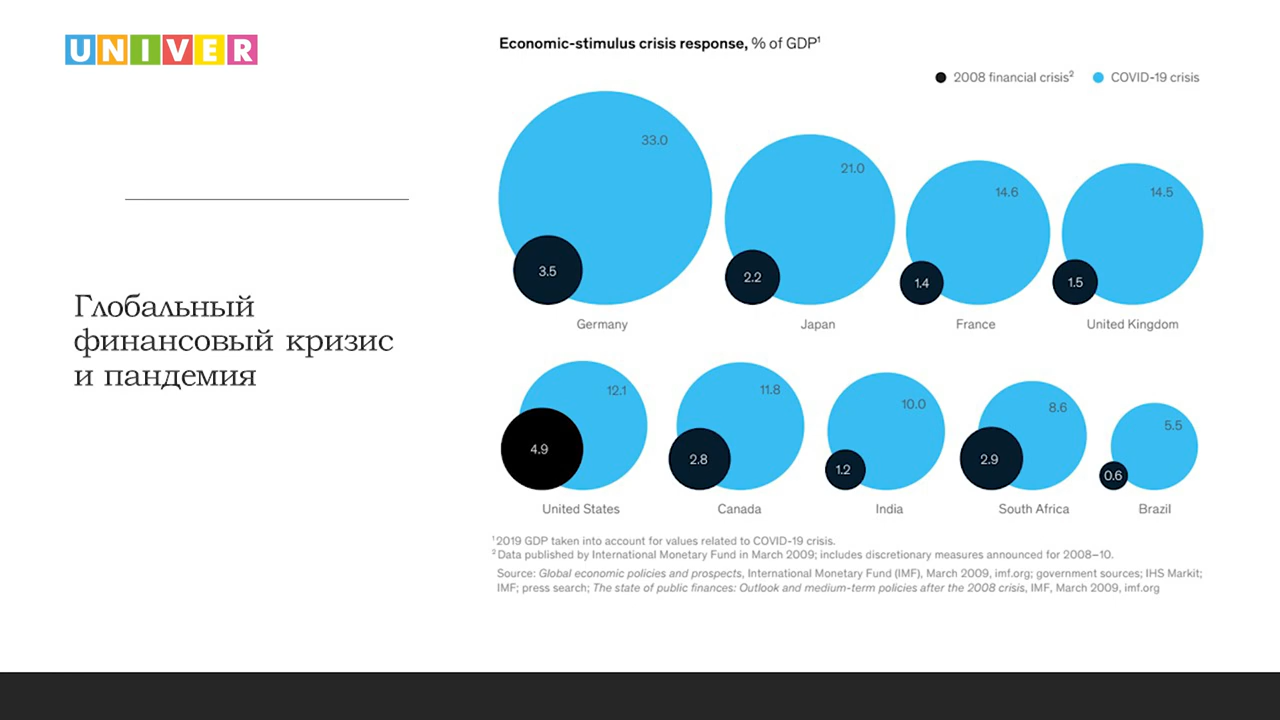 UNIVER
Глобальный
финансовый кризис
и пандемия
Economic-stimulus crisis response, % of GDP¹
2008 financial crisis² COVID-19 crisis
33.0
3.5
Germany
21.0
2.2
Japan
14.6
1.4
France
14.5
1.5
United Kingdom
12.1
4.9
United States
11.8
2.8
Canada
10.0
1.2
India
8.6
2.9
South Africa
5.5
0.6
Brazil
¹ 2019 GDP taken into account for values related to COVID-19 crisis.
² Data published by International Monetary Fund in March 2009; includes discretionary measures announced for 2008–10.
Source: Global economic policies and prospects, International Monetary Fund (IMF), March 2009, imf.org; government sources; IHS Markit;
IMF; press search; The state of public finances: Outlook and medium-term policies after the 2008 crisis, IMF, March 2009, imf.org